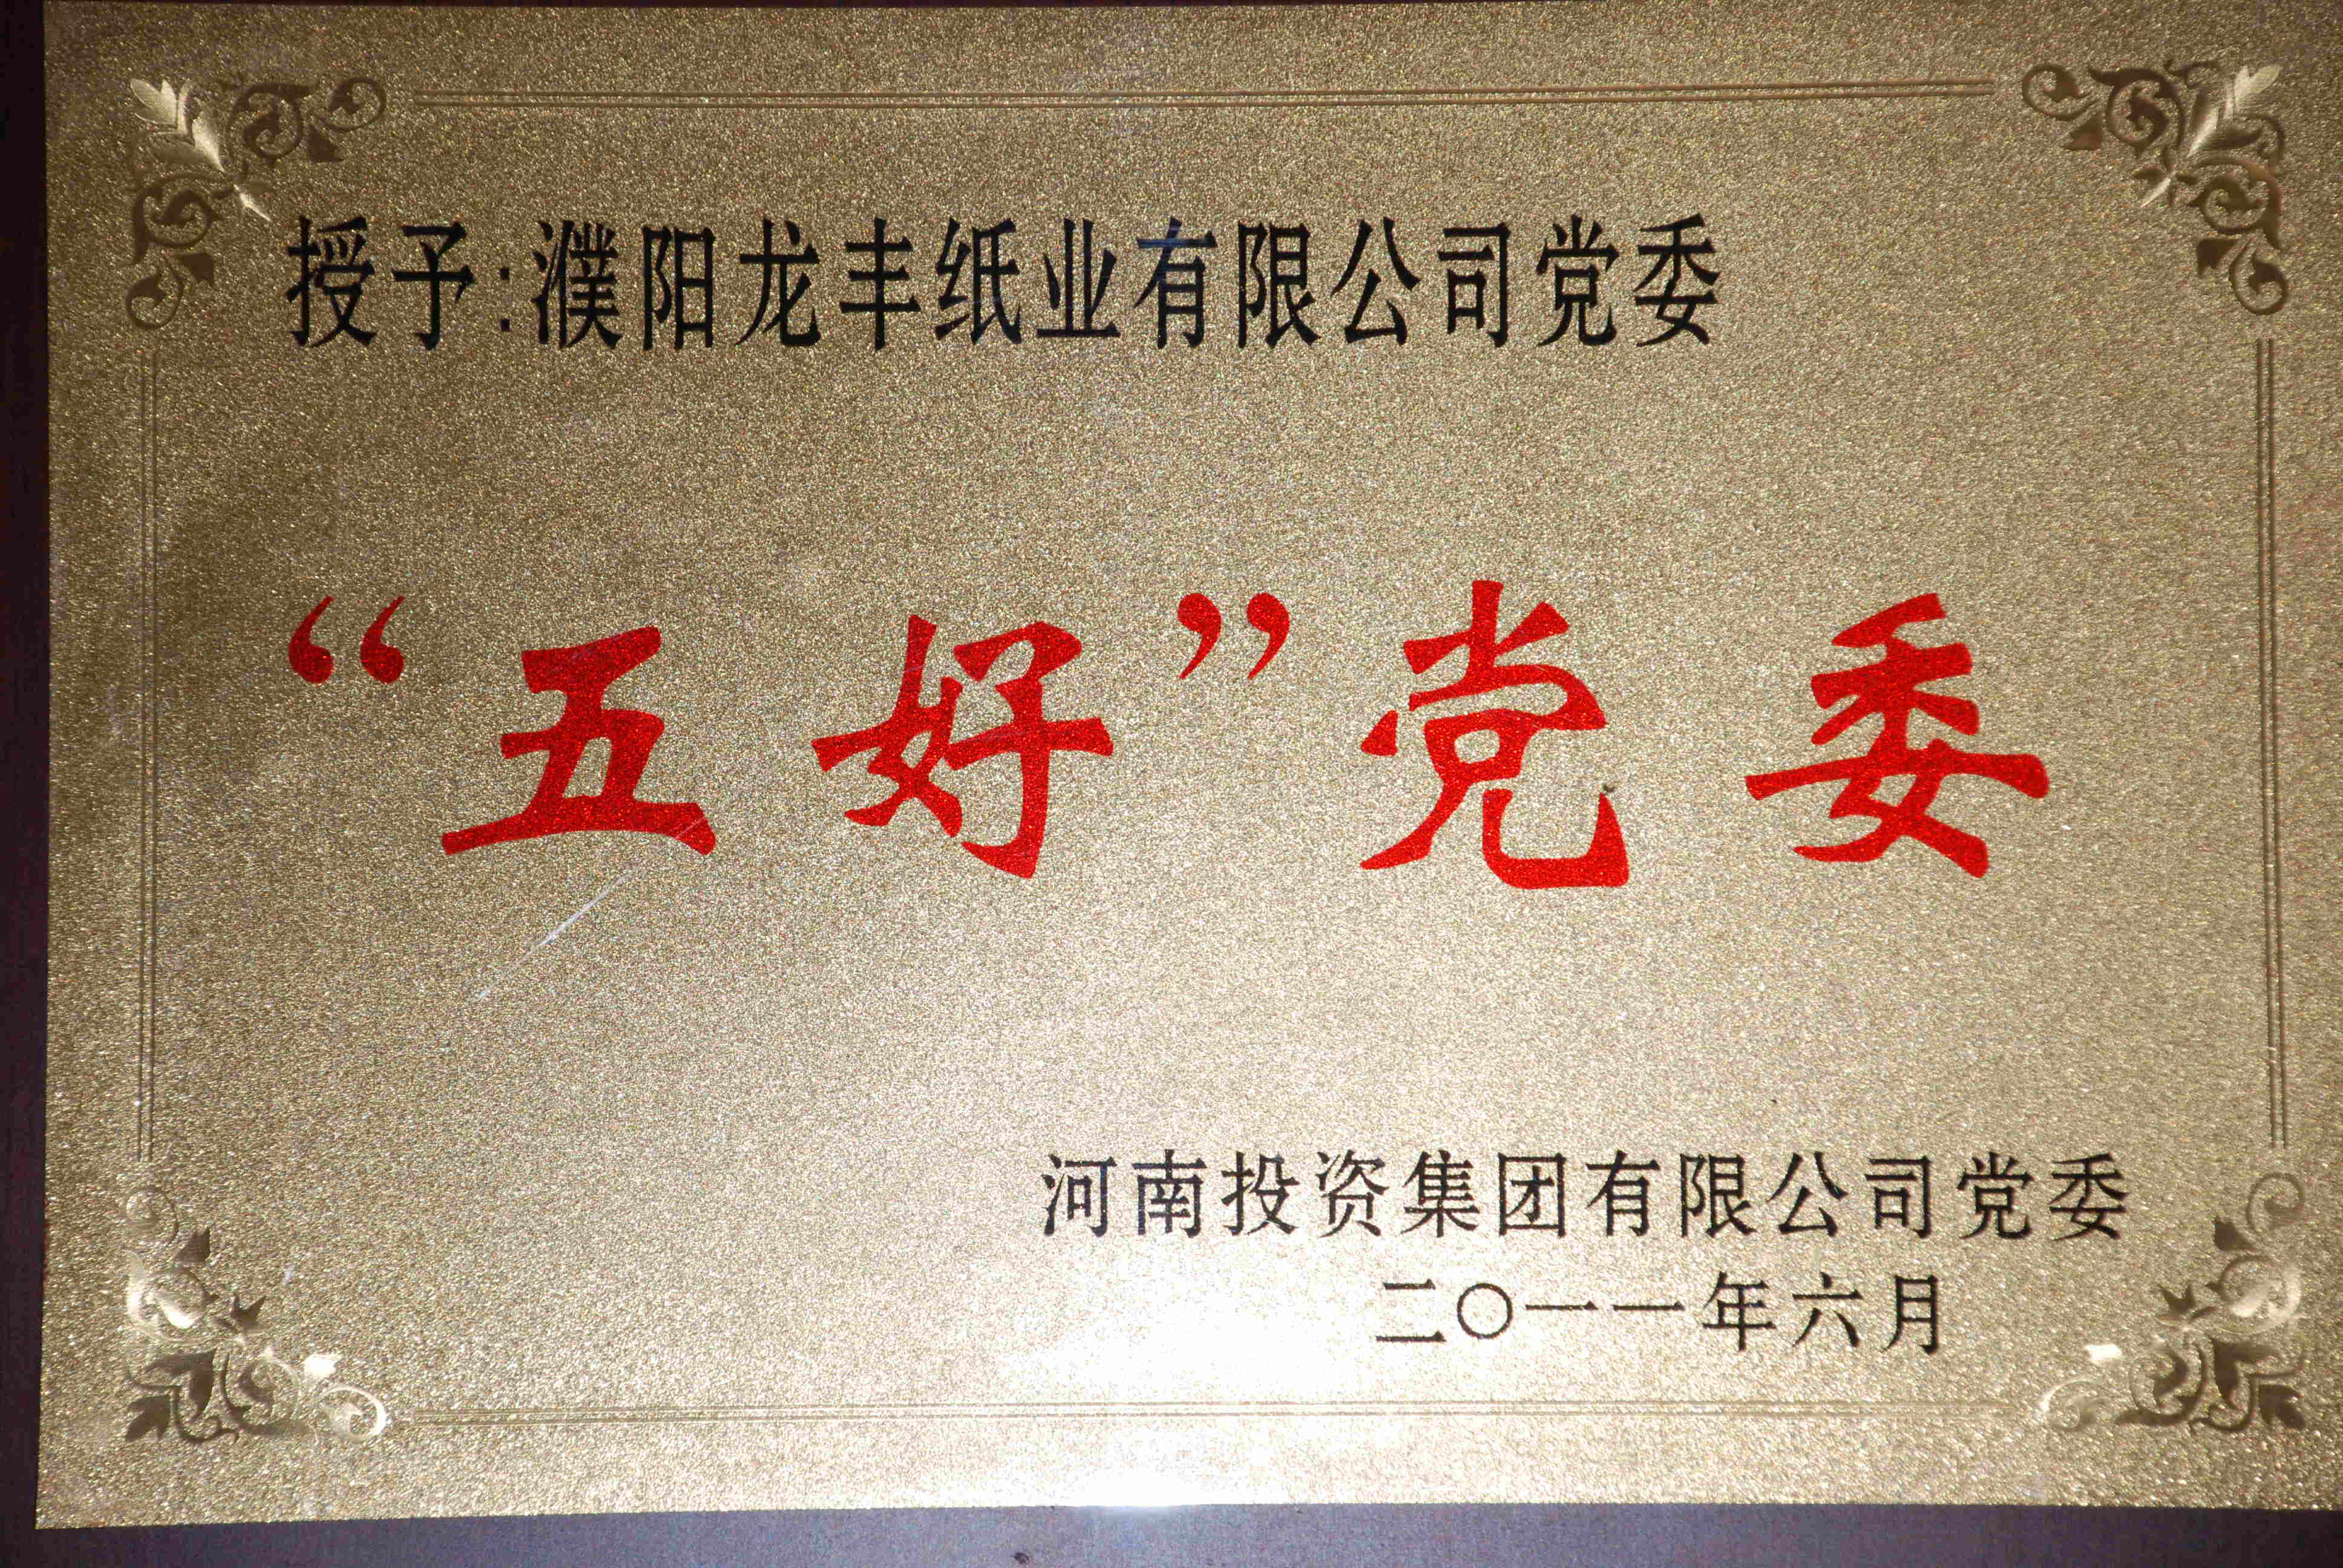 授予:濮阳龙丰纸业有限公司党委
“五好”党委
河南投资集团有限公司党委
二〇一一年六月